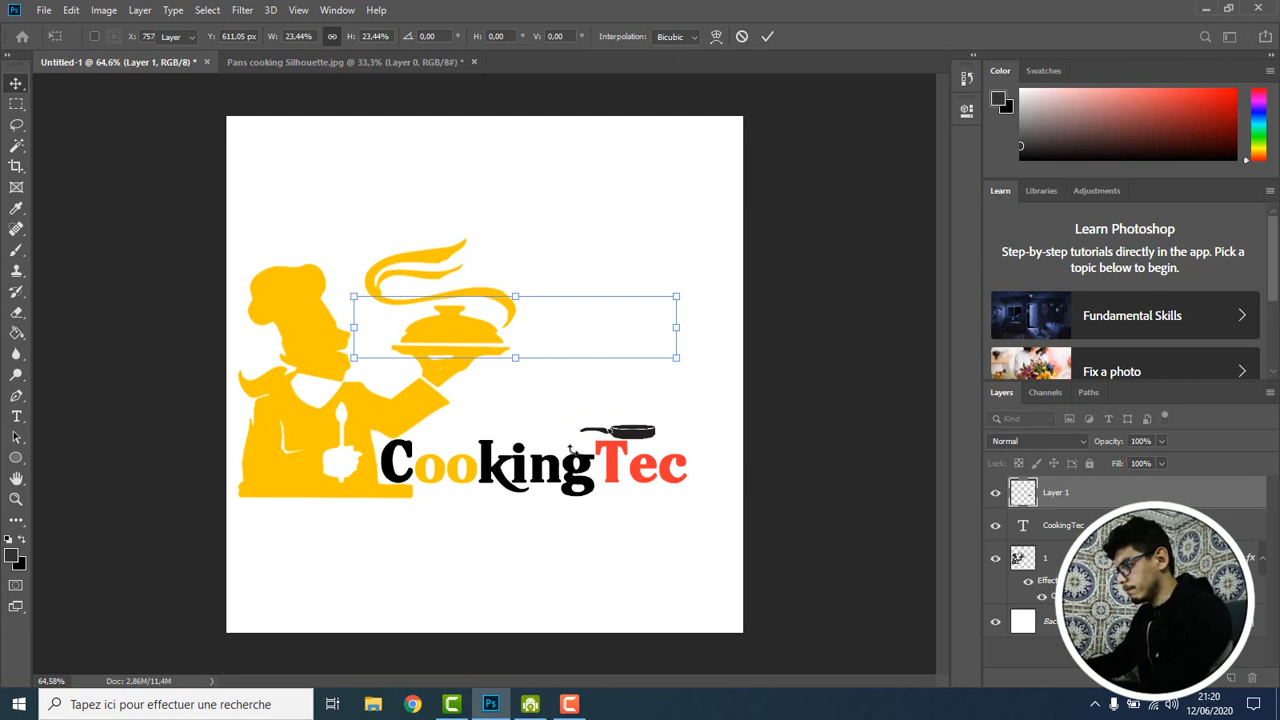 Ps File Edit Image Layer Type Select Filter 3D View Window Help
X: 757 Layer Y: 611,05 px W: 23,44% H: 23,44% 0,00 ° H: 0,00 ° V: 0,00 ° Interpolation: Bicubic
Untitled-1 @ 64,6% (Layer 1, RGB/8) * × Pans cooking Silhouette.jpg @ 33,3% (Layer 0, RGB/8#) * ×
Color Swatches
Learn Libraries Adjustments
Learn Photoshop
Step-by-step tutorials directly in the app. Pick a
topic below to begin.
Fundamental Skills
Fix a photo
Layers Channels Paths
Kind
Normal Opacity: 100%
Lock: Fill: 100%
Layer 1
T CookingTec
1 fx
CookingTec
64,58% Doc: 2,86M/11,4M
Tapez ici pour effectuer une recherche
Ps
21:20
12/06/2020